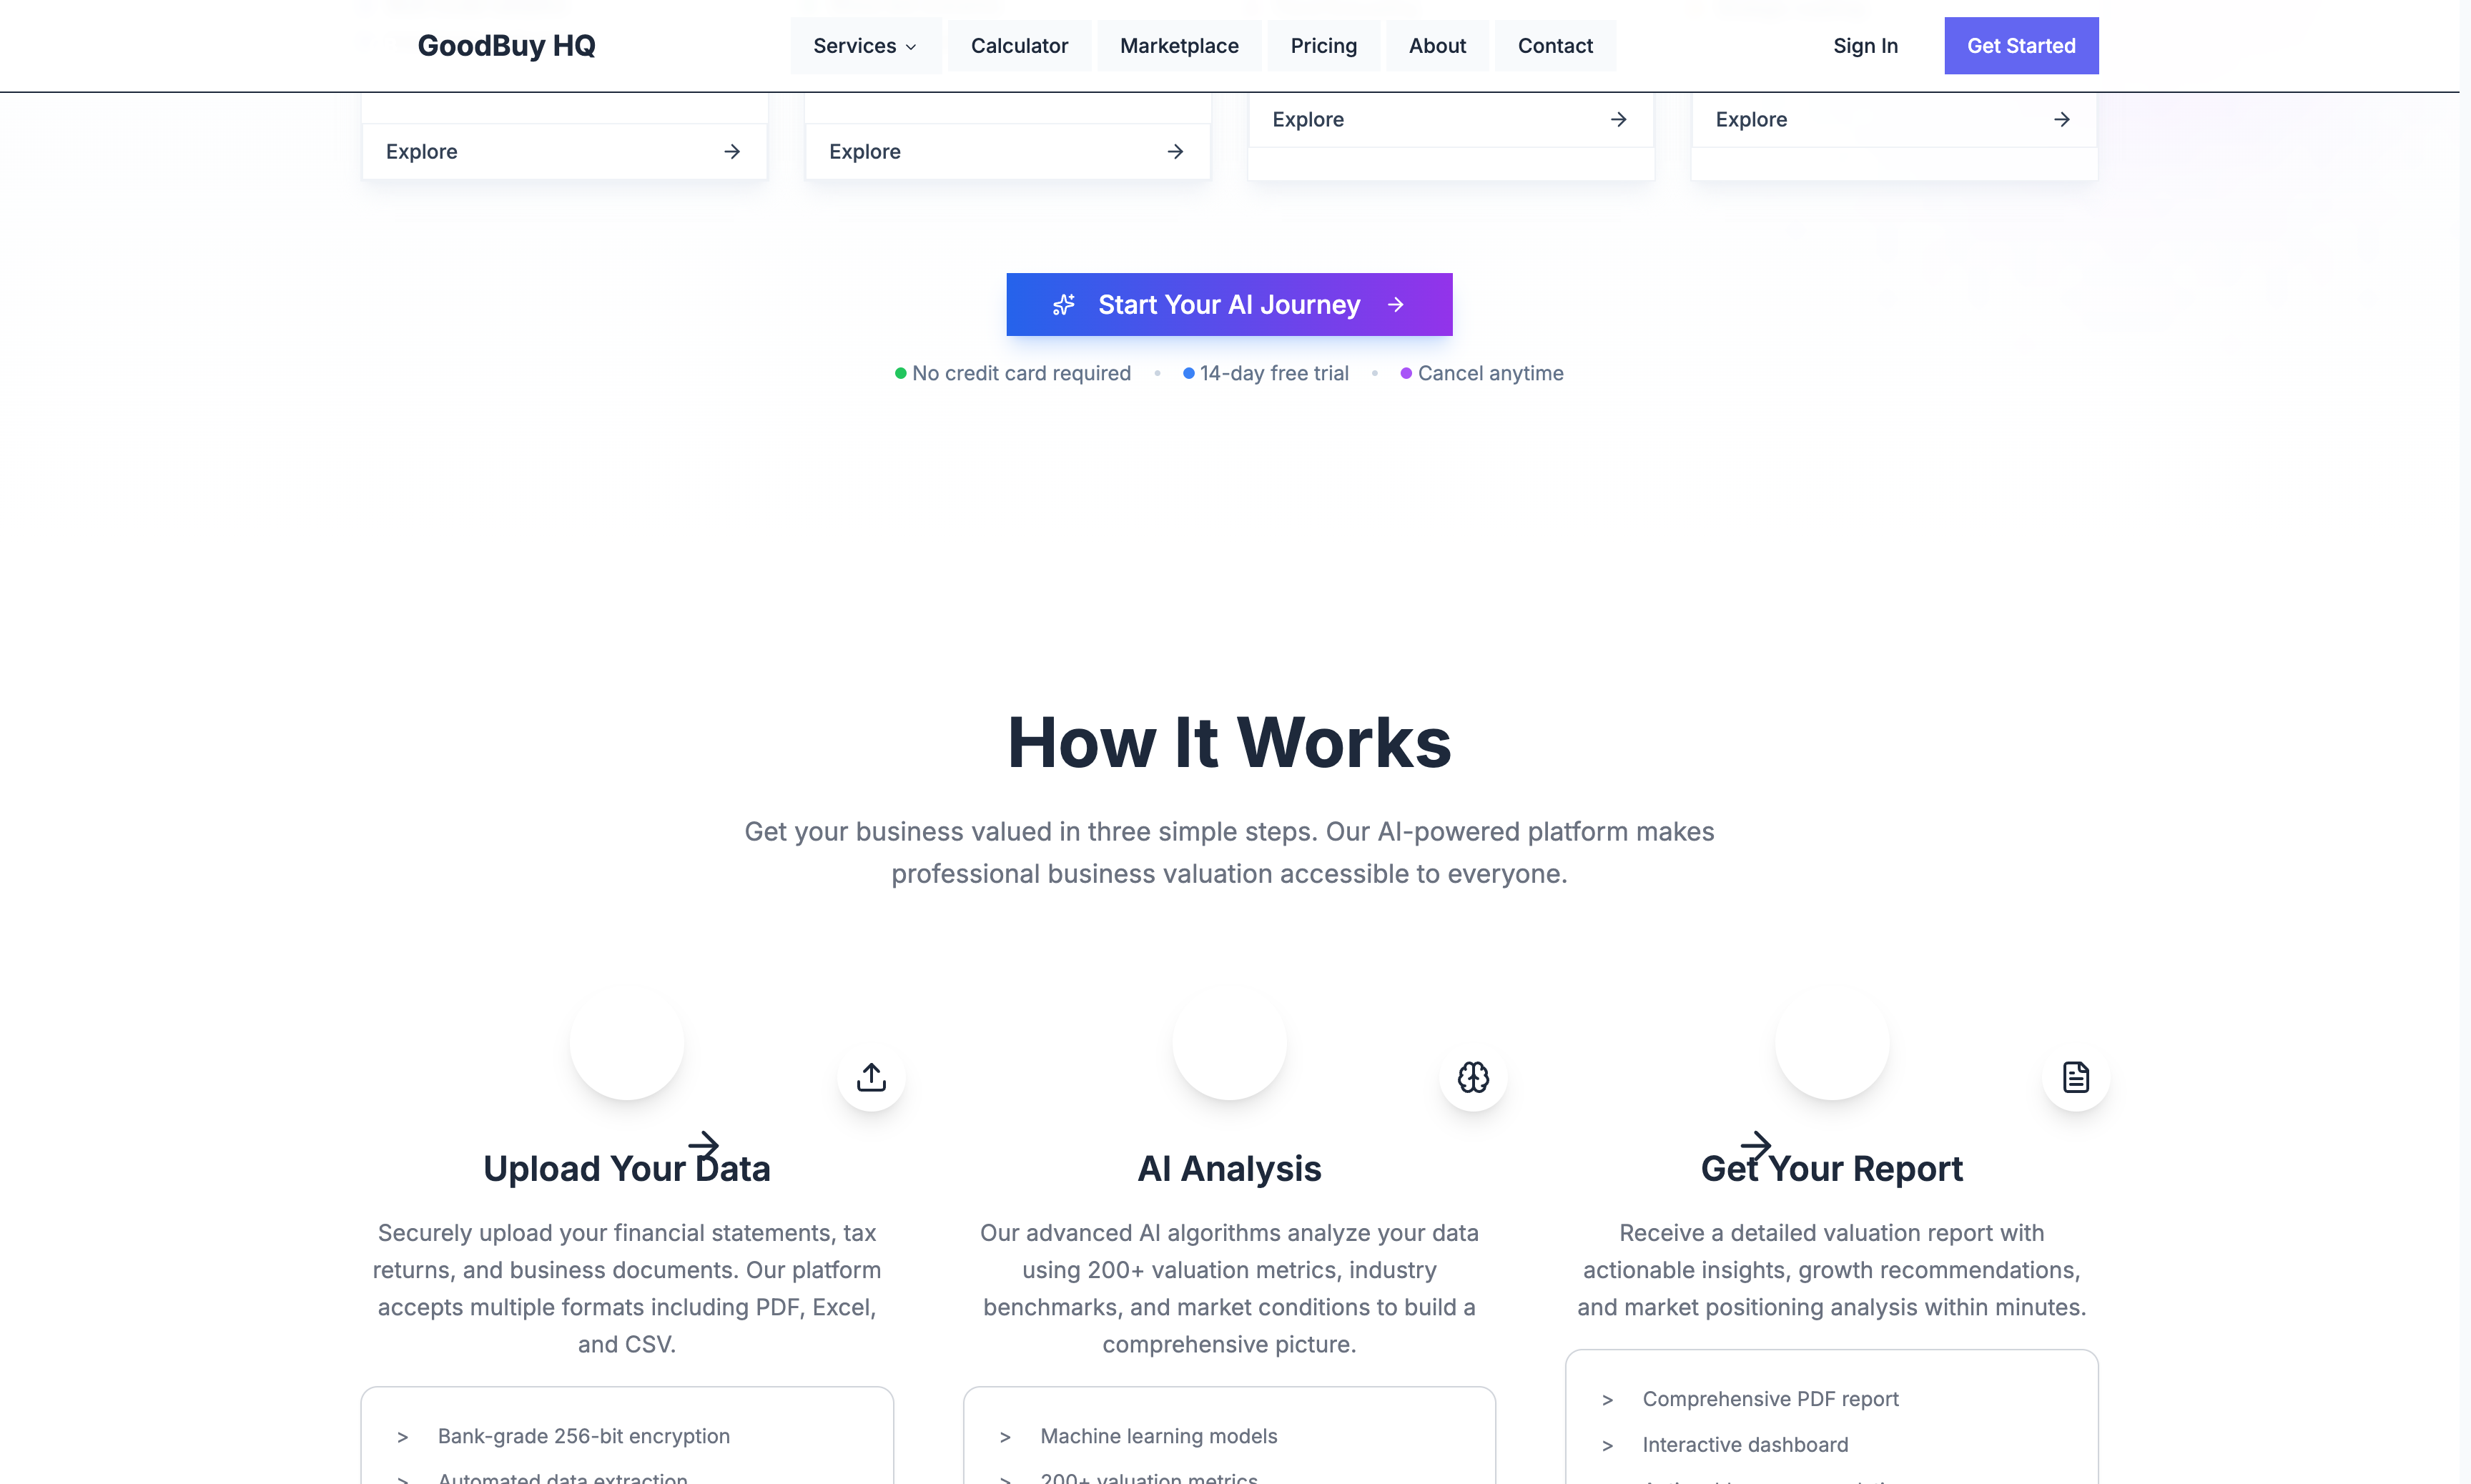 GoodBuy HQ
Services
Calculator
Marketplace
Pricing
About
Contact
Sign In
Get Started
Explore
Explore
Explore
Explore
Start Your AI Journey
No credit card required • 14-day free trial • Cancel anytime
How It Works
Get your business valued in three simple steps. Our AI-powered platform makes
professional business valuation accessible to everyone.
Upload Your Data
Securely upload your financial statements, tax
returns, and business documents. Our platform
accepts multiple formats including PDF, Excel,
and CSV.
> Bank-grade 256-bit encryption
> Automated data extraction
AI Analysis
Our advanced AI algorithms analyze your data
using 200+ valuation metrics, industry
benchmarks, and market conditions to build a
comprehensive picture.
> Machine learning models
> 200+ valuation metrics
Get Your Report
Receive a detailed valuation report with
actionable insights, growth recommendations,
and market positioning analysis within minutes.
> Comprehensive PDF report
> Interactive dashboard